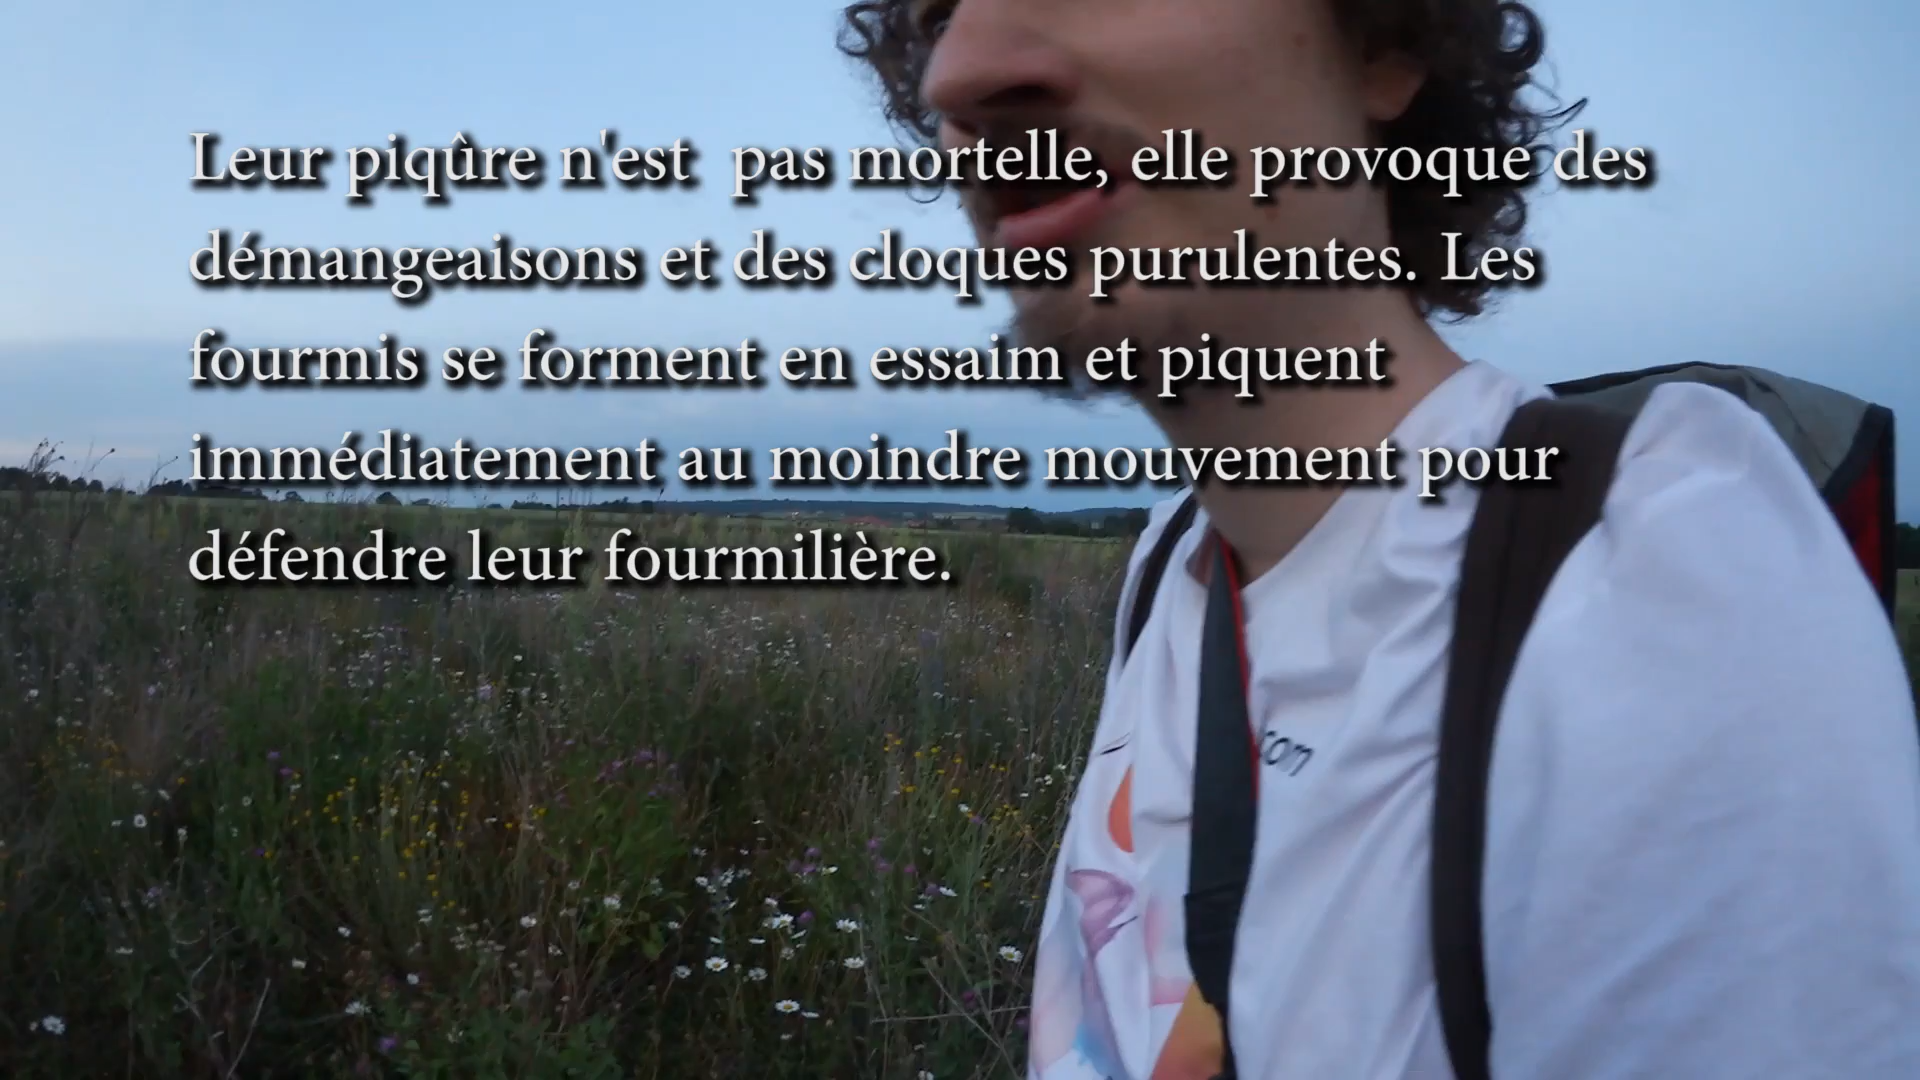 Leur piqûre n'est  pas mortelle, elle provoque des
démangeaisons et des cloques purulentes. Les
fourmis se forment en essaim et piquent
immédiatement au moindre mouvement pour
défendre leur fourmilière.
com